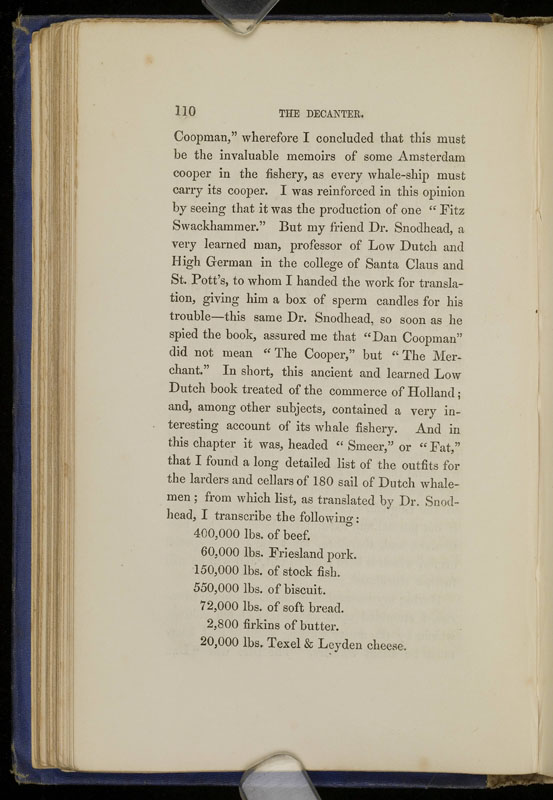 110 THE DECANTER.
Coopman,” wherefore I concluded that this must
be the invaluable memoirs of some Amsterdam
cooper in the fishery, as every whale-ship must
carry its cooper. I was reinforced in this opinion
by seeing that it was the production of one “ Fitz
Swackhammer.” But my friend Dr. Snodhead, a
very learned man, professor of Low Dutch and
High German in the college of Santa Claus and
St. Pott’s, to whom I handed the work for transla-
tion, giving him a box of sperm candles for his
trouble—this same Dr. Snodhead, so soon as he
spied the book, assured me that “Dan Coopman”
did not mean “ The Cooper,” but “ The Mer-
chant.” In short, this ancient and learned Low
Dutch book treated of the commerce of Holland;
and, among other subjects, contained a very in-
teresting account of its whale fishery. And in
this chapter it was, headed “ Smeer,” or “ Fat,”
that I found a long detailed list of the outfits for
the larders and cellars of 180 sail of Dutch whale-
men; from which list, as translated by Dr. Snod-
head, I transcribe the following:
400,000 lbs. of beef.
60,000 lbs. Friesland pork.
150,000 lbs. of stock fish.
550,000 lbs. of biscuit.
72,000 lbs. of soft bread.
2,800 firkins of butter.
20,000 lbs. Texel & Leyden cheese.